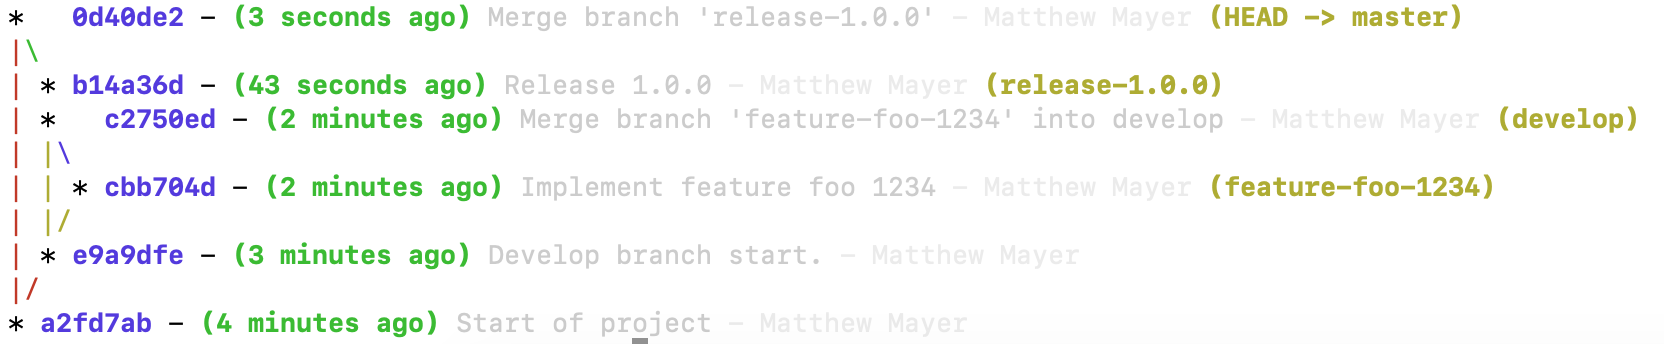 *   0d40de2 - (3 seconds ago) Merge branch 'release-1.0.0' - Matthew Mayer (HEAD -> master)
|\
| * b14a36d - (43 seconds ago) Release 1.0.0 - Matthew Mayer (release-1.0.0)
| *   c2750ed - (2 minutes ago) Merge branch 'feature-foo-1234' into develop - Matthew Mayer (develop)
| |\
| | * cbb704d - (2 minutes ago) Implement feature foo 1234 - Matthew Mayer (feature-foo-1234)
| |/
| * e9a9dfe - (3 minutes ago) Develop branch start. - Matthew Mayer
|/
* a2fd7ab - (4 minutes ago) Start of project - Matthew Mayer